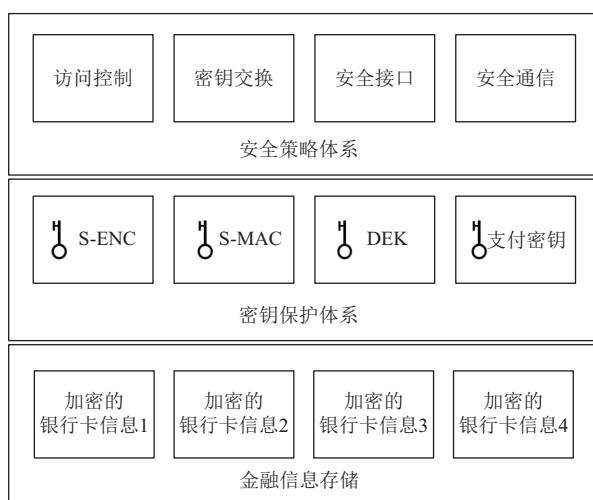 访问控制
密钥交换
安全接口
安全通信
安全策略体系
S-ENC
S-MAC
DEK
支付密钥
密钥保护体系
加密的
银行卡信息1
加密的
银行卡信息2
加密的
银行卡信息3
加密的
银行卡信息4
金融信息存储